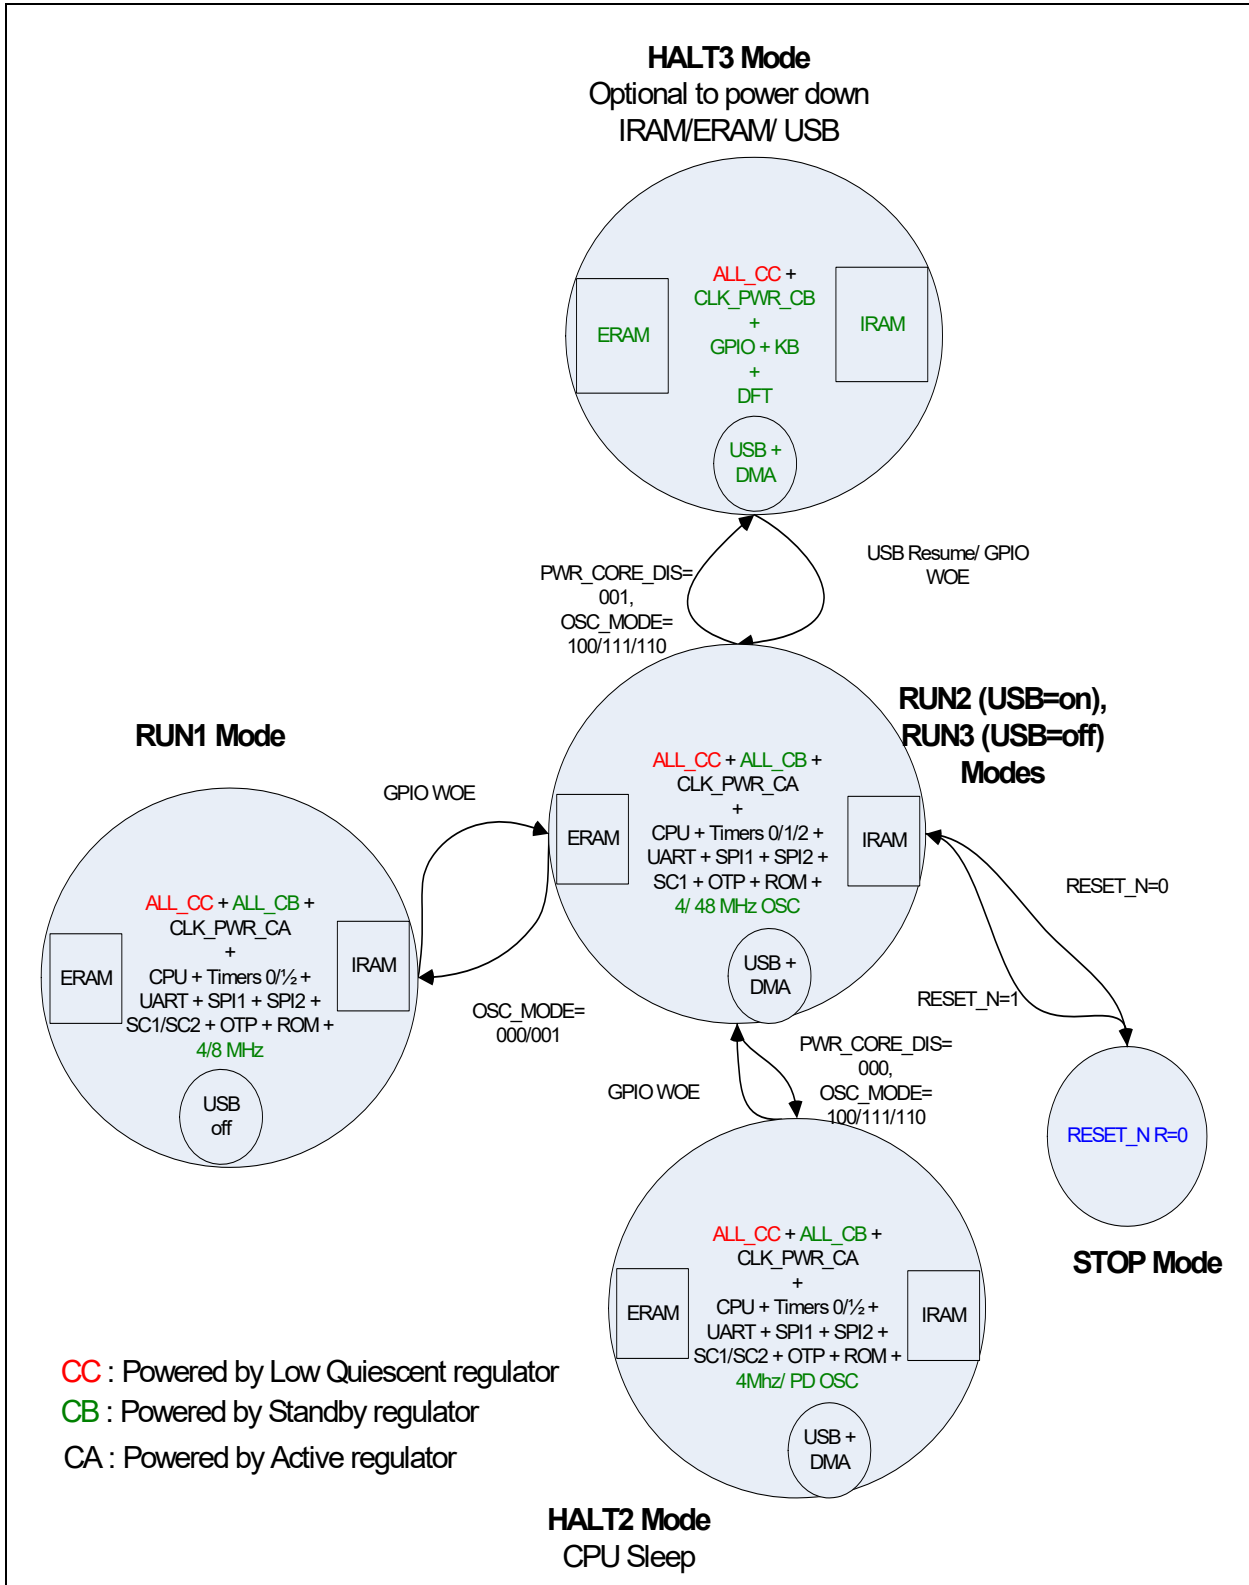 HALT3 Mode
Optional to power down
IRAM/ERAM/ USB
ALL_CC +
CLK_PWR_CB
+
GPIO + KB
+
DFT
ERAM
IRAM
USB +
DMA
PWR_CORE_DIS=
001,
OSC_MODE=
100/111/110
USB Resume/ GPIO
WOE
RUN2 (USB=on),
RUN3 (USB=off)
Modes
ALL_CC + ALL_CB +
CLK_PWR_CA
+
CPU + Timers 0/1/2 +
UART + SPI1 + SPI2 +
SC1 + OTP + ROM +
4/ 48 MHz OSC
ERAM
IRAM
USB +
DMA
RUN1 Mode
GPIO WOE
ALL_CC + ALL_CB +
CLK_PWR_CA
+
CPU + Timers 0/½ +
UART + SPI1 + SPI2 +
SC1/SC2 + OTP + ROM +
4/8 MHz
ERAM
IRAM
USB
off
OSC_MODE=
000/001
RESET_N=0
RESET_N=1
RESET_N R=0
STOP Mode
GPIO WOE
PWR_CORE_DIS=
000,
OSC_MODE=
100/111/110
ALL_CC + ALL_CB +
CLK_PWR_CA
+
CPU + Timers 0/½ +
UART + SPI1 + SPI2 +
SC1/SC2 + OTP + ROM +
4Mhz/ PD OSC
ERAM
IRAM
USB +
DMA
HALT2 Mode
CPU Sleep
CC : Powered by Low Quiescent regulator
CB : Powered by Standby regulator
CA : Powered by Active regulator